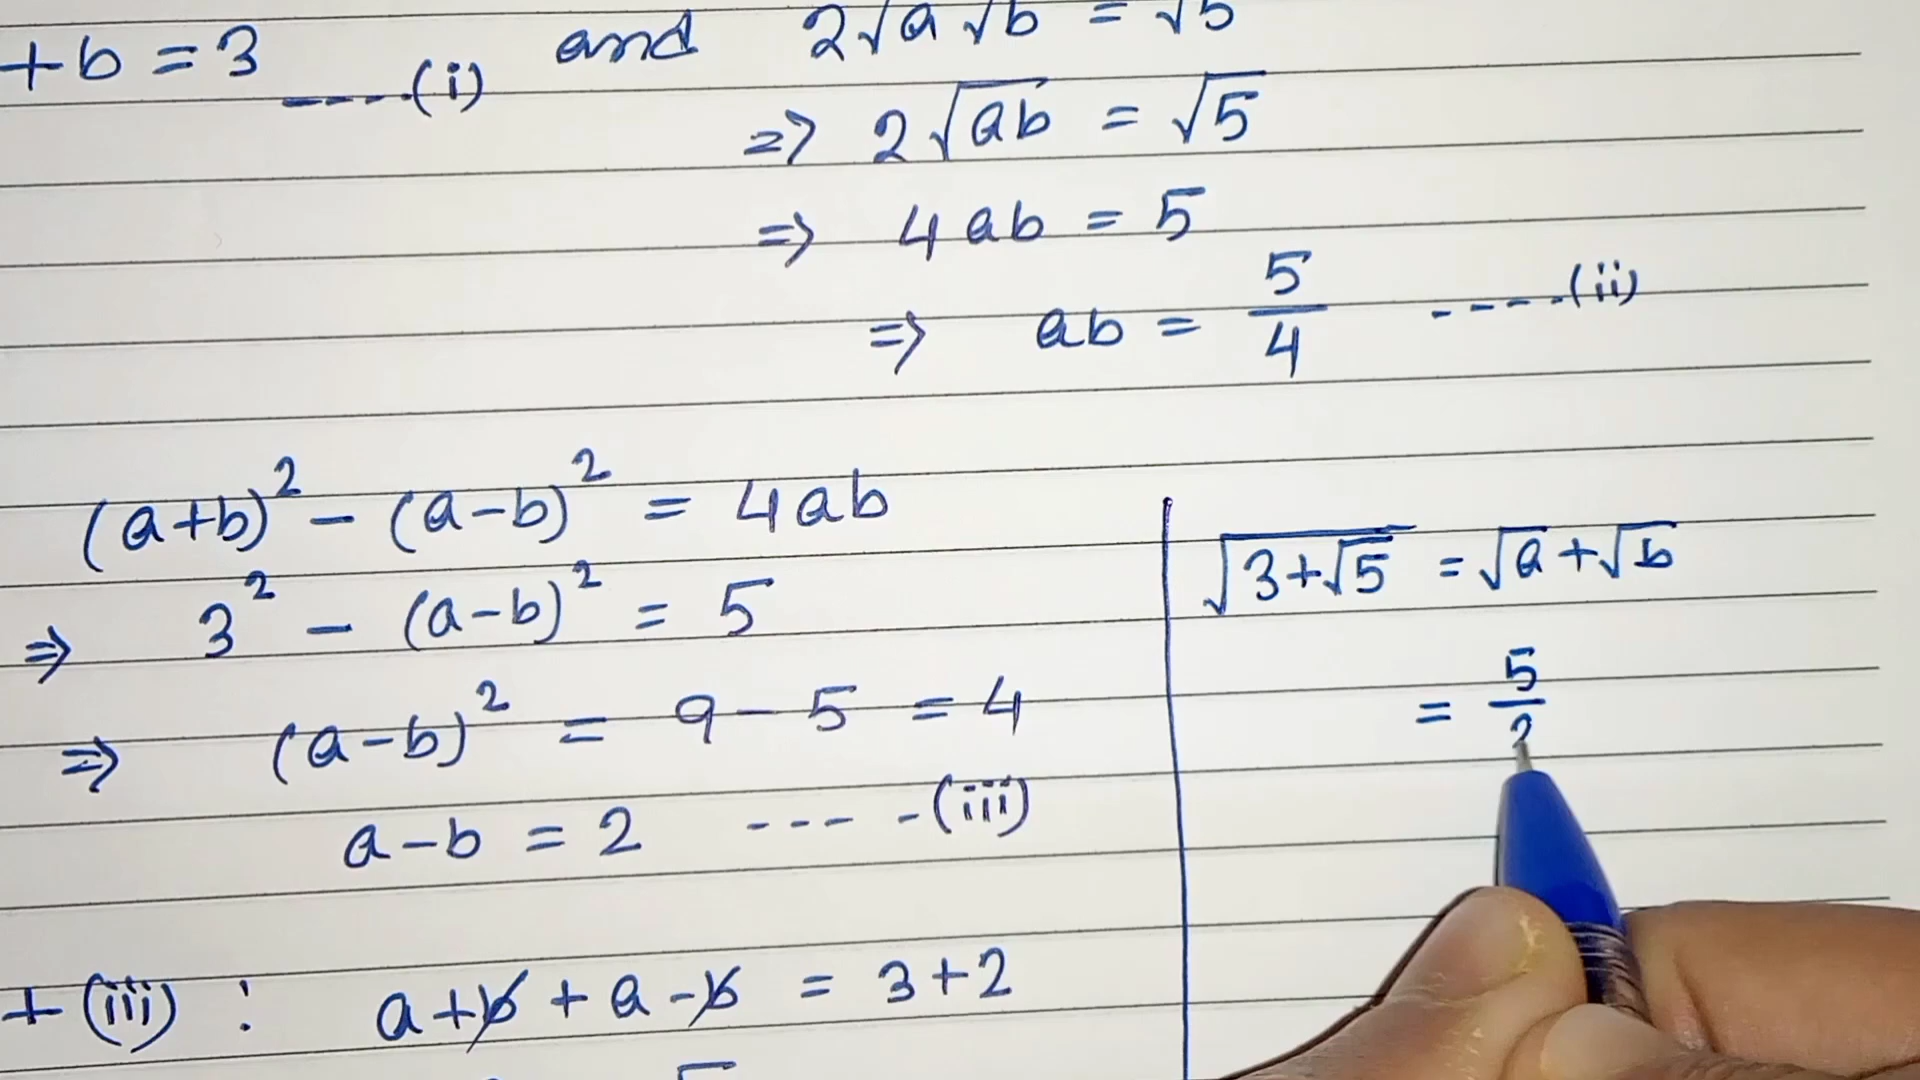 +b = 3 ----(i) and 2√a √b = √5
=> 2√ab = √5
=> 4ab = 5
=> ab = 5/4 ----(ii)
(a+b)² - (a-b)² = 4ab
=> 3² - (a-b)² = 5
=> (a-b)² = 9 - 5 = 4
a-b = 2 -----(iii)
+ (iii) : a+b + a-b = 3+2
5
√(3+√5) = √a + √b
= 5/2